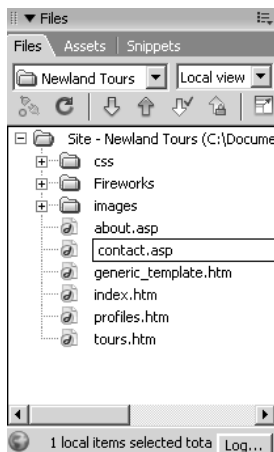 Files
Files Assets Snippets
Newland Tours Local view
Site - Newland Tours (C:\Docume
css
Fireworks
images
about.asp
contact.asp
generic_template.htm
index.htm
profiles.htm
tours.htm
1 local items selected tota Log...